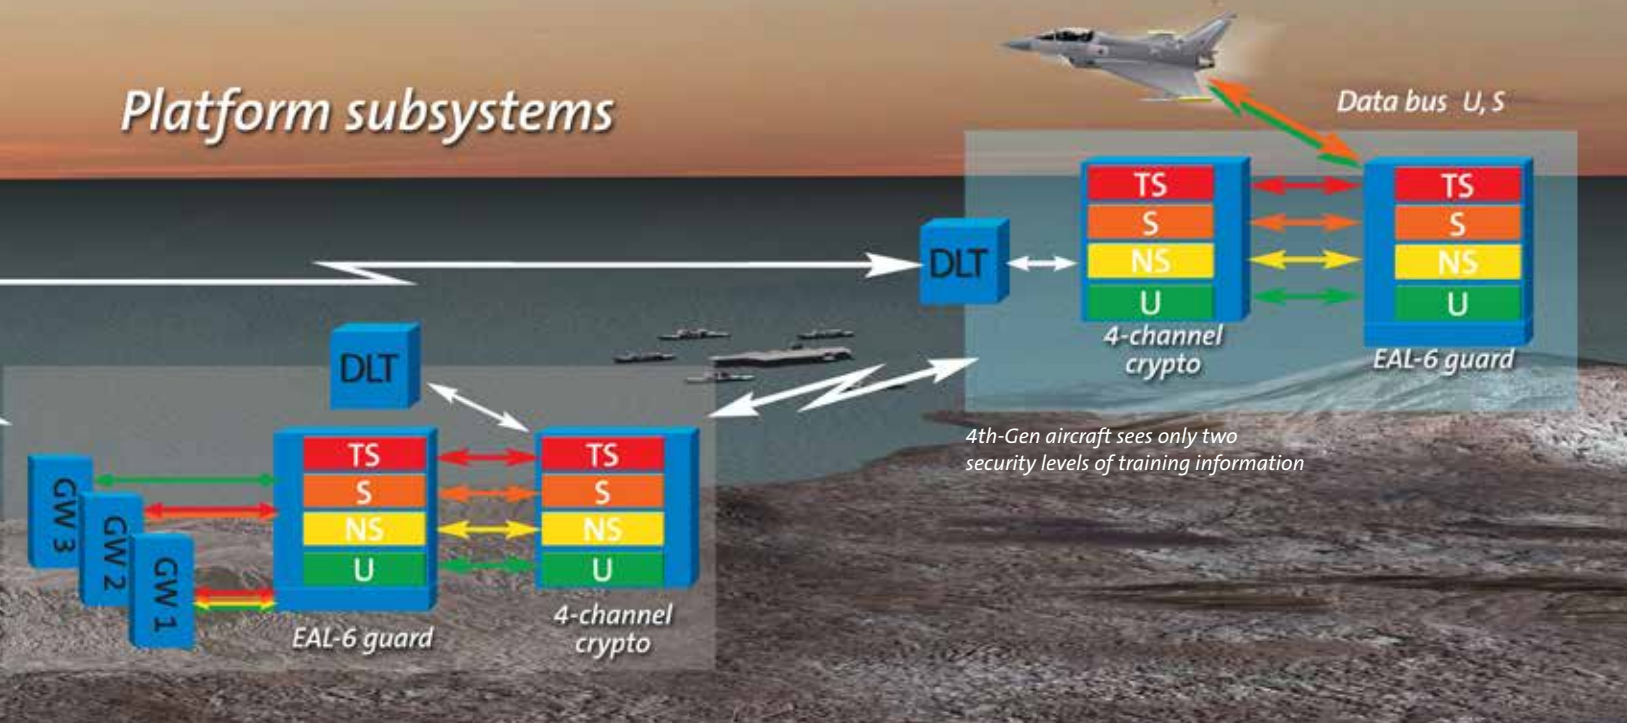 Platform subsystems
Data bus U, S
DLT
TS
S
NS
U
4-channel
crypto
TS
S
NS
U
EAL-6 guard
4th-Gen aircraft sees only two
security levels of training information
DLT
GW 3
GW 2
GW 1
TS
S
NS
U
EAL-6 guard
TS
S
NS
U
4-channel
crypto